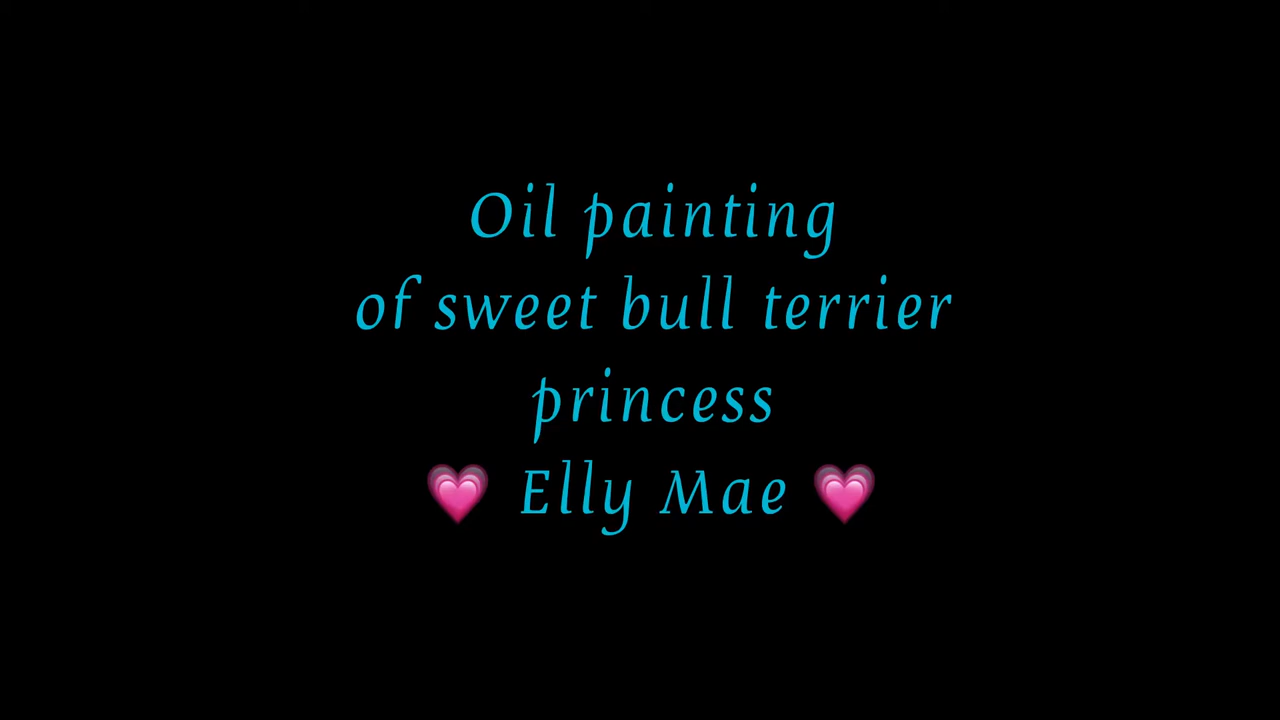 Oil painting
of sweet bull terrier
princess
💗 Elly Mae 💗